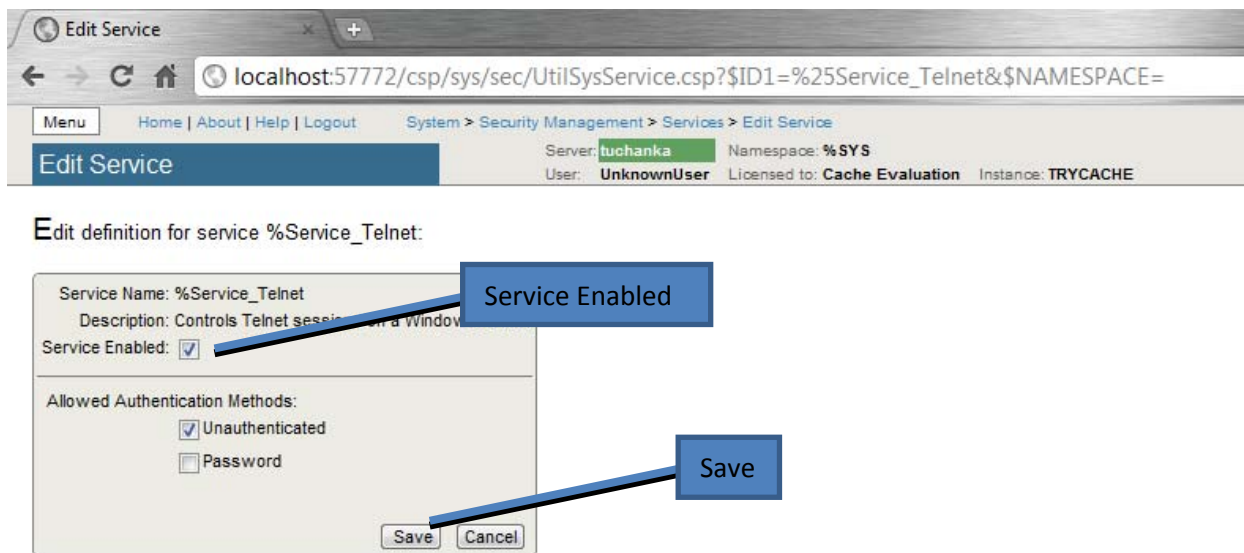 Edit Service
localhost:57772/csp/sys/sec/UtilSysService.csp?$ID1=%25Service_Telnet&$NAMESPACE=
Menu Home | About | Help | Logout System > Security Management > Services > Edit Service
Edit Service
Server: tuchanka Namespace: %SYS
User: UnknownUser Licensed to: Cache Evaluation Instance: TRYCACHE
Edit definition for service %Service_Telnet:
Service Name: %Service_Telnet
Service Enabled
Description: Controls Telnet a
Service Enabled:
Allowed Authentication Methods:
Unauthenticated
Password
Save
Save Cancel